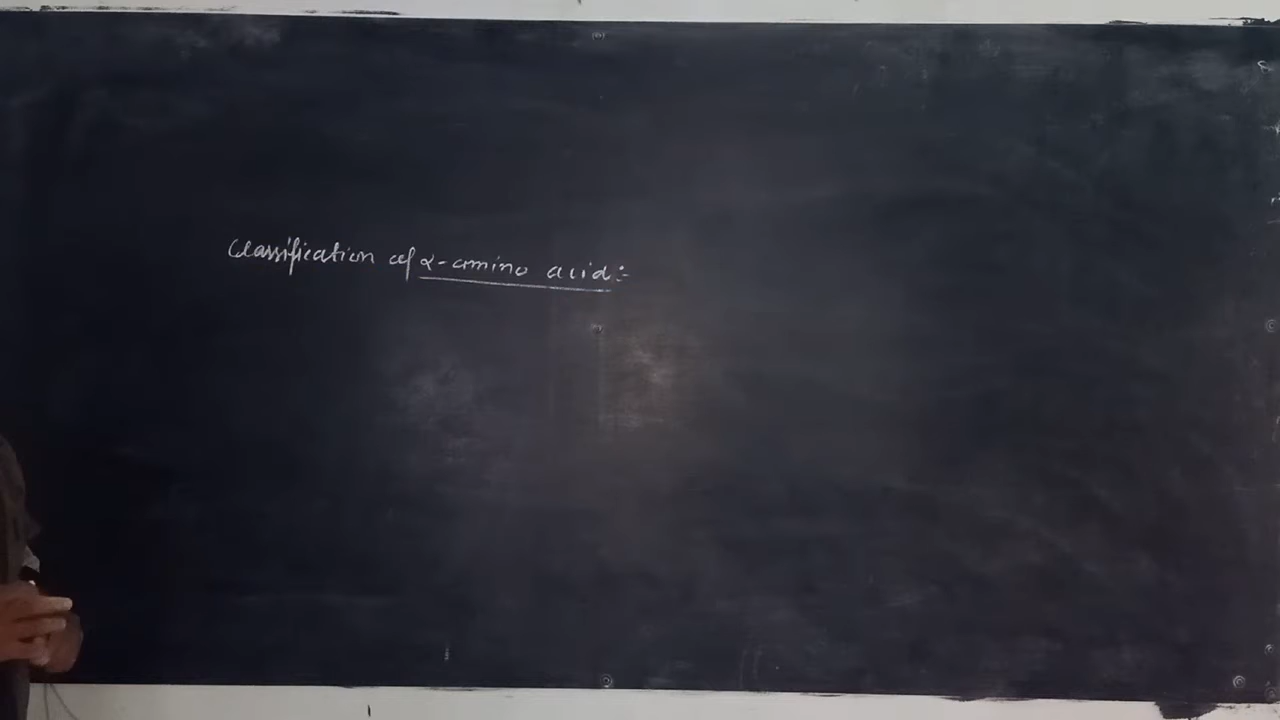 Classification of α-amino acid:-